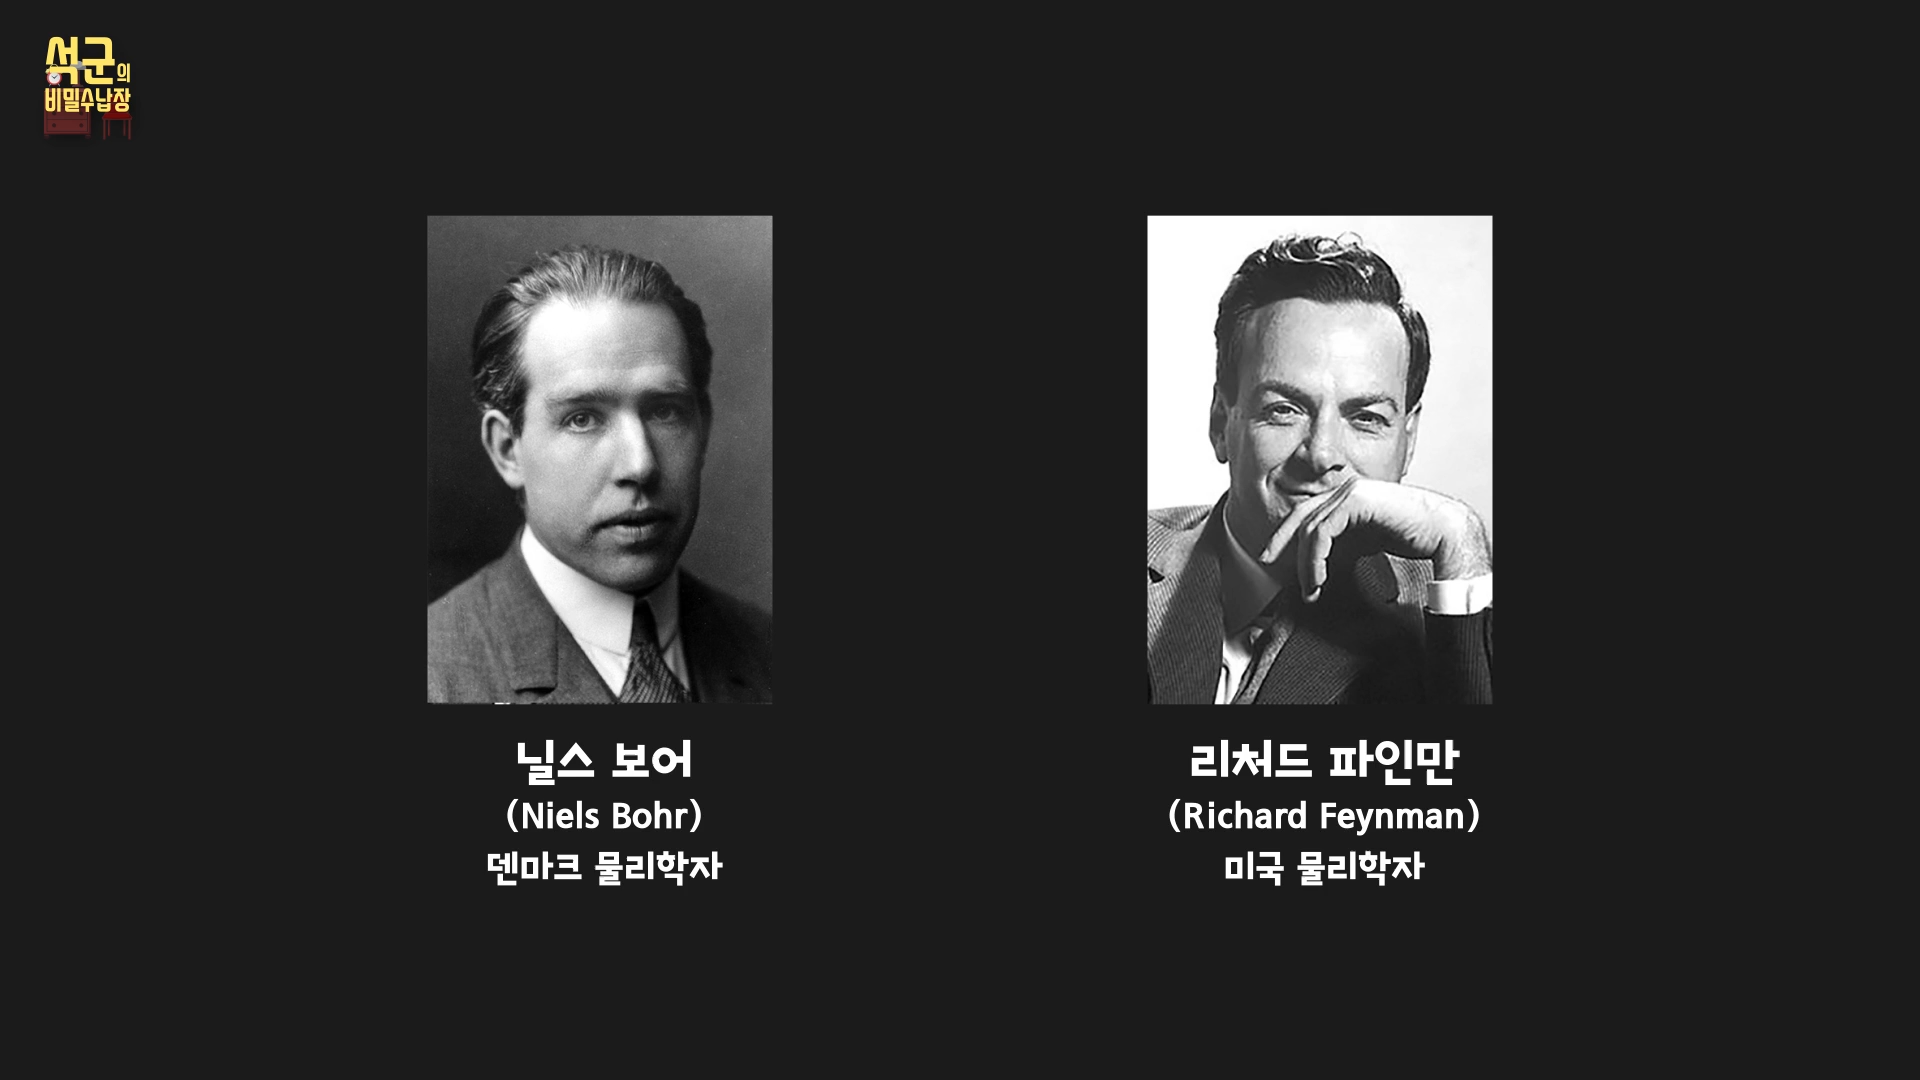 석군의
비밀수납장
닐스 보어
(Niels Bohr)
덴마크 물리학자
리처드 파인만
(Richard Feynman)
미국 물리학자